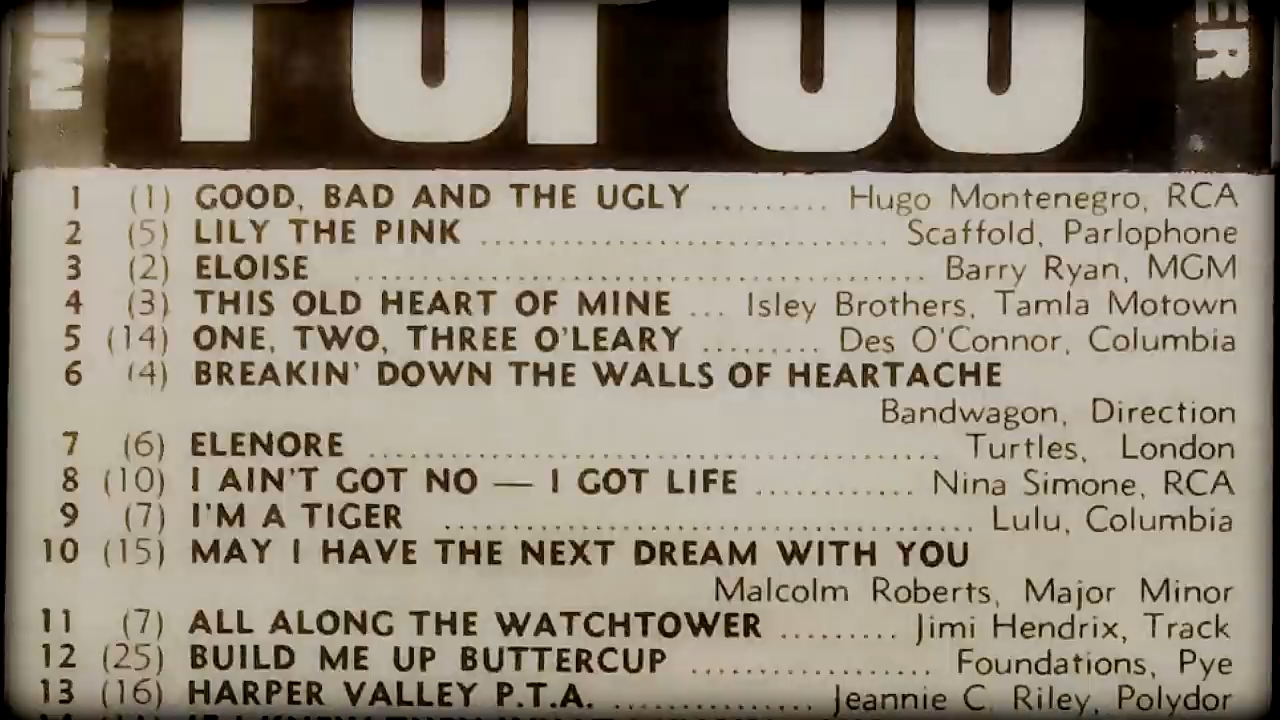 POP 30
1 (1) GOOD, BAD AND THE UGLY ......... Hugo Montenegro, RCA
2 (5) LILY THE PINK ............................... Scaffold, Parlophone
3 (2) ELOISE ........................................... Barry Ryan, MGM
4 (3) THIS OLD HEART OF MINE ... Isley Brothers, Tamla Motown
5 (14) ONE, TWO, THREE O'LEARY ......... Des O'Connor, Columbia
6 (4) BREAKIN' DOWN THE WALLS OF HEARTACHE
Bandwagon, Direction
7 (6) ELENORE ........................................... Turtles, London
8 (10) I AIN'T GOT NO — I GOT LIFE ............ Nina Simone, RCA
9 (7) I'M A TIGER ........................................ Lulu, Columbia
10 (15) MAY I HAVE THE NEXT DREAM WITH YOU
Malcolm Roberts, Major Minor
11 (7) ALL ALONG THE WATCHTOWER ......... Jimi Hendrix, Track
12 (25) BUILD ME UP BUTTERCUP .................. Foundations, Pye
13 (16) HARPER VALLEY P.T.A. ................ Jeannie C. Riley, Polydor